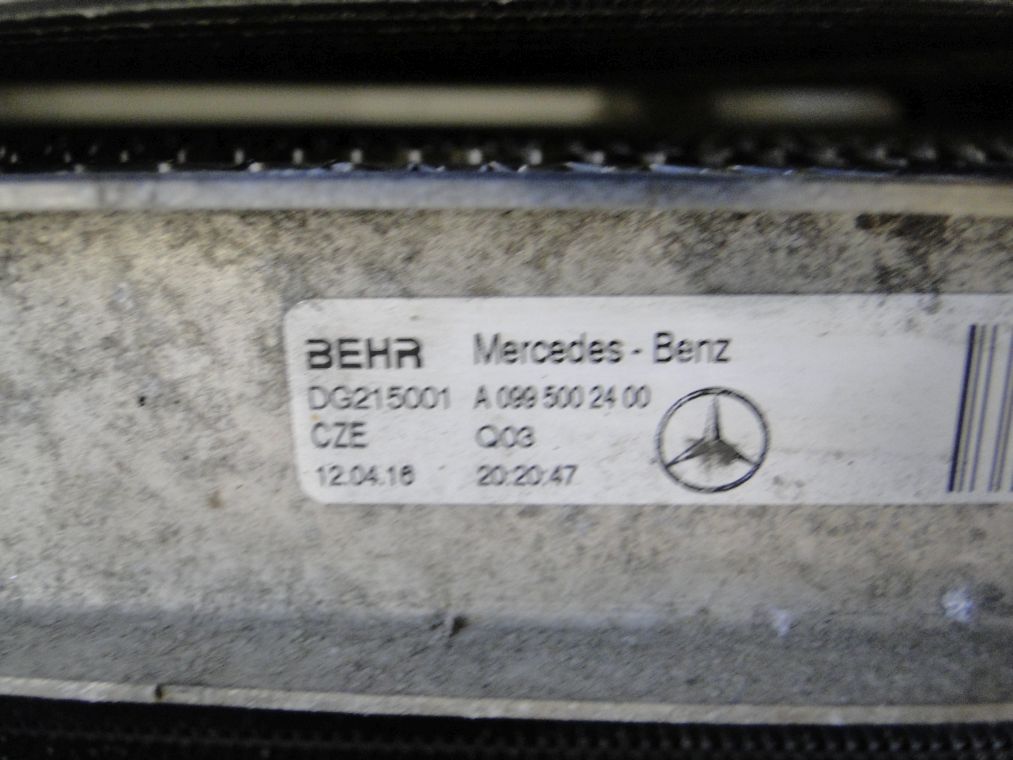 BEHR Mercedes - Benz
DG215001 A 099 500 24 00
CZE Q03
12.04.16 20:20:47